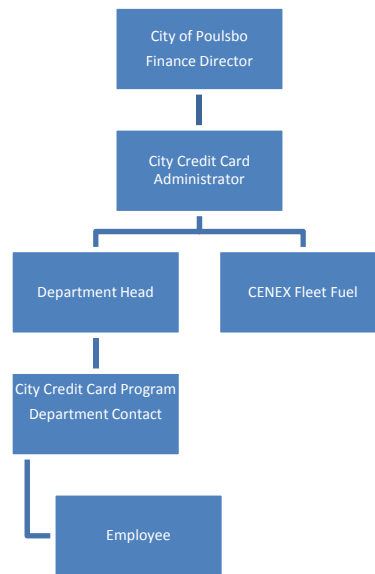 City of Poulsbo
Finance Director
City Credit Card
Administrator
Department Head
CENEX Fleet Fuel
City Credit Card Program
Department Contact
Employee